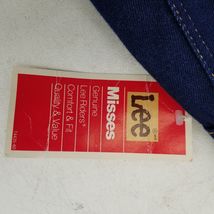 Lee
Misses
Genuine
Lee Riders®
Comfort & Fit
Quality & Value